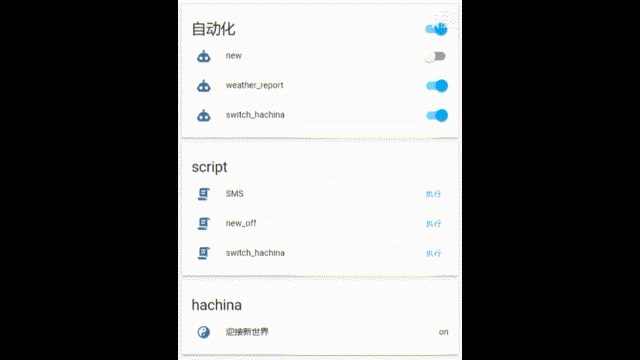 自动化
new
weather_report
switch_hachina
script
SMS 执行
new_off 执行
switch_hachina 执行
hachina
迎接新世界 on